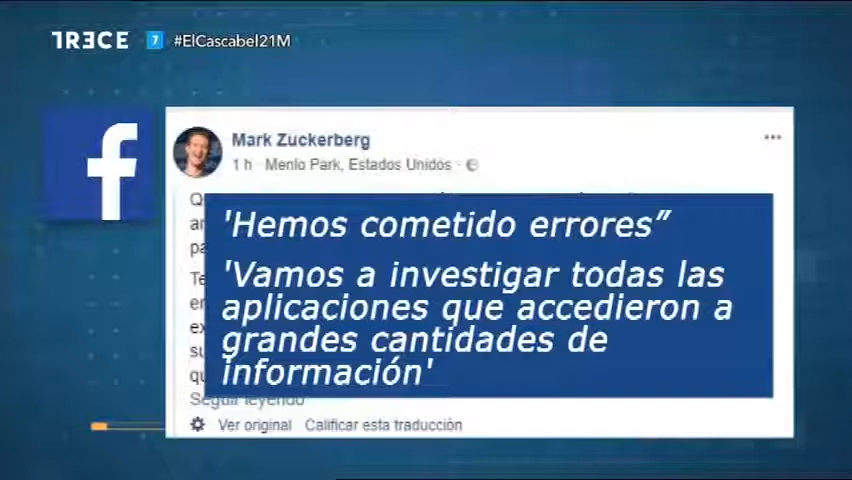 TRECE 7 #ElCascabel21M
Mark Zuckerberg
1 h · Menlo Park, Estados Unidos ·
'Hemos cometido errores”
'Vamos a investigar todas las
aplicaciones que accedieron a
grandes cantidades de
información'
Seguir leyendo
Ver original Calificar esta traducción